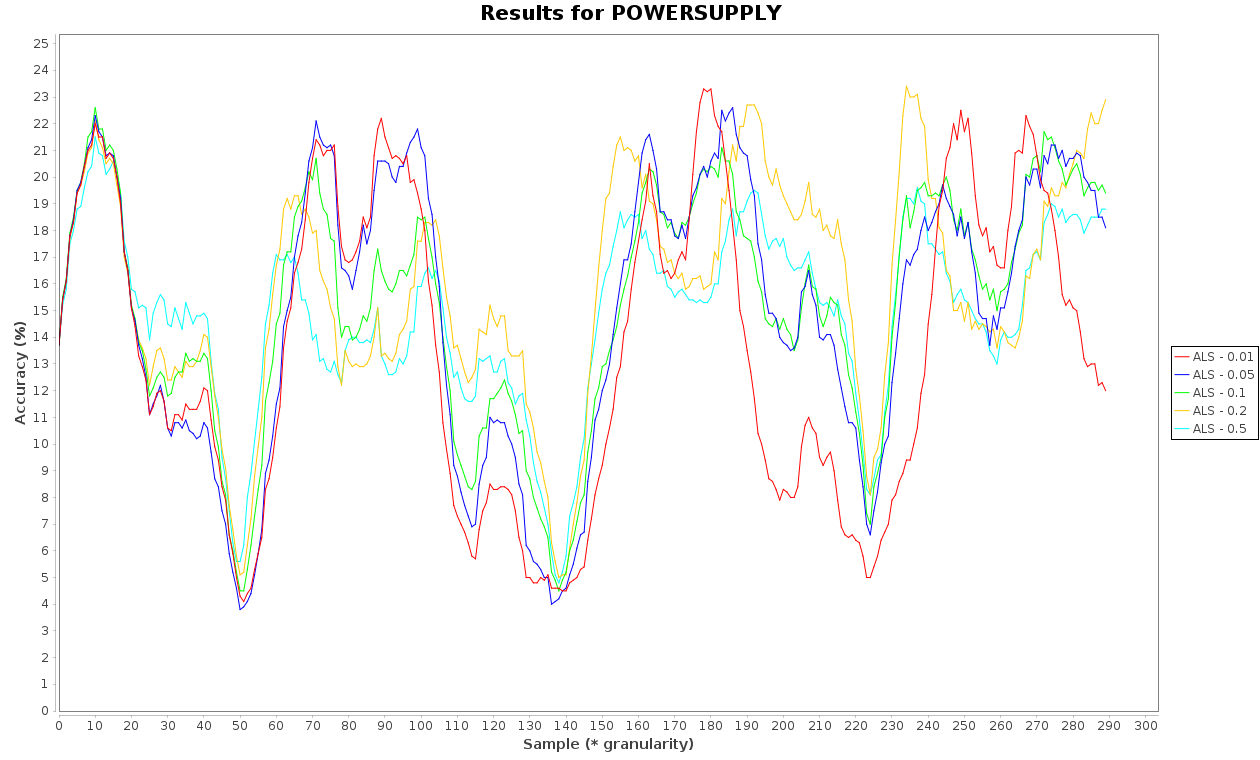 Results for POWERSUPPLY
Accuracy (%)
25
24
23
22
21
20
19
18
17
16
15
14
13
12
11
10
9
8
7
6
5
4
3
2
1
0
0 10 20 30 40 50 60 70 80 90 100 110 120 130 140 150 160 170 180 190 200 210 220 230 240 250 260 270 280 290 300
Sample (* granularity)
ALS - 0.01
ALS - 0.05
ALS - 0.1
ALS - 0.2
ALS - 0.5